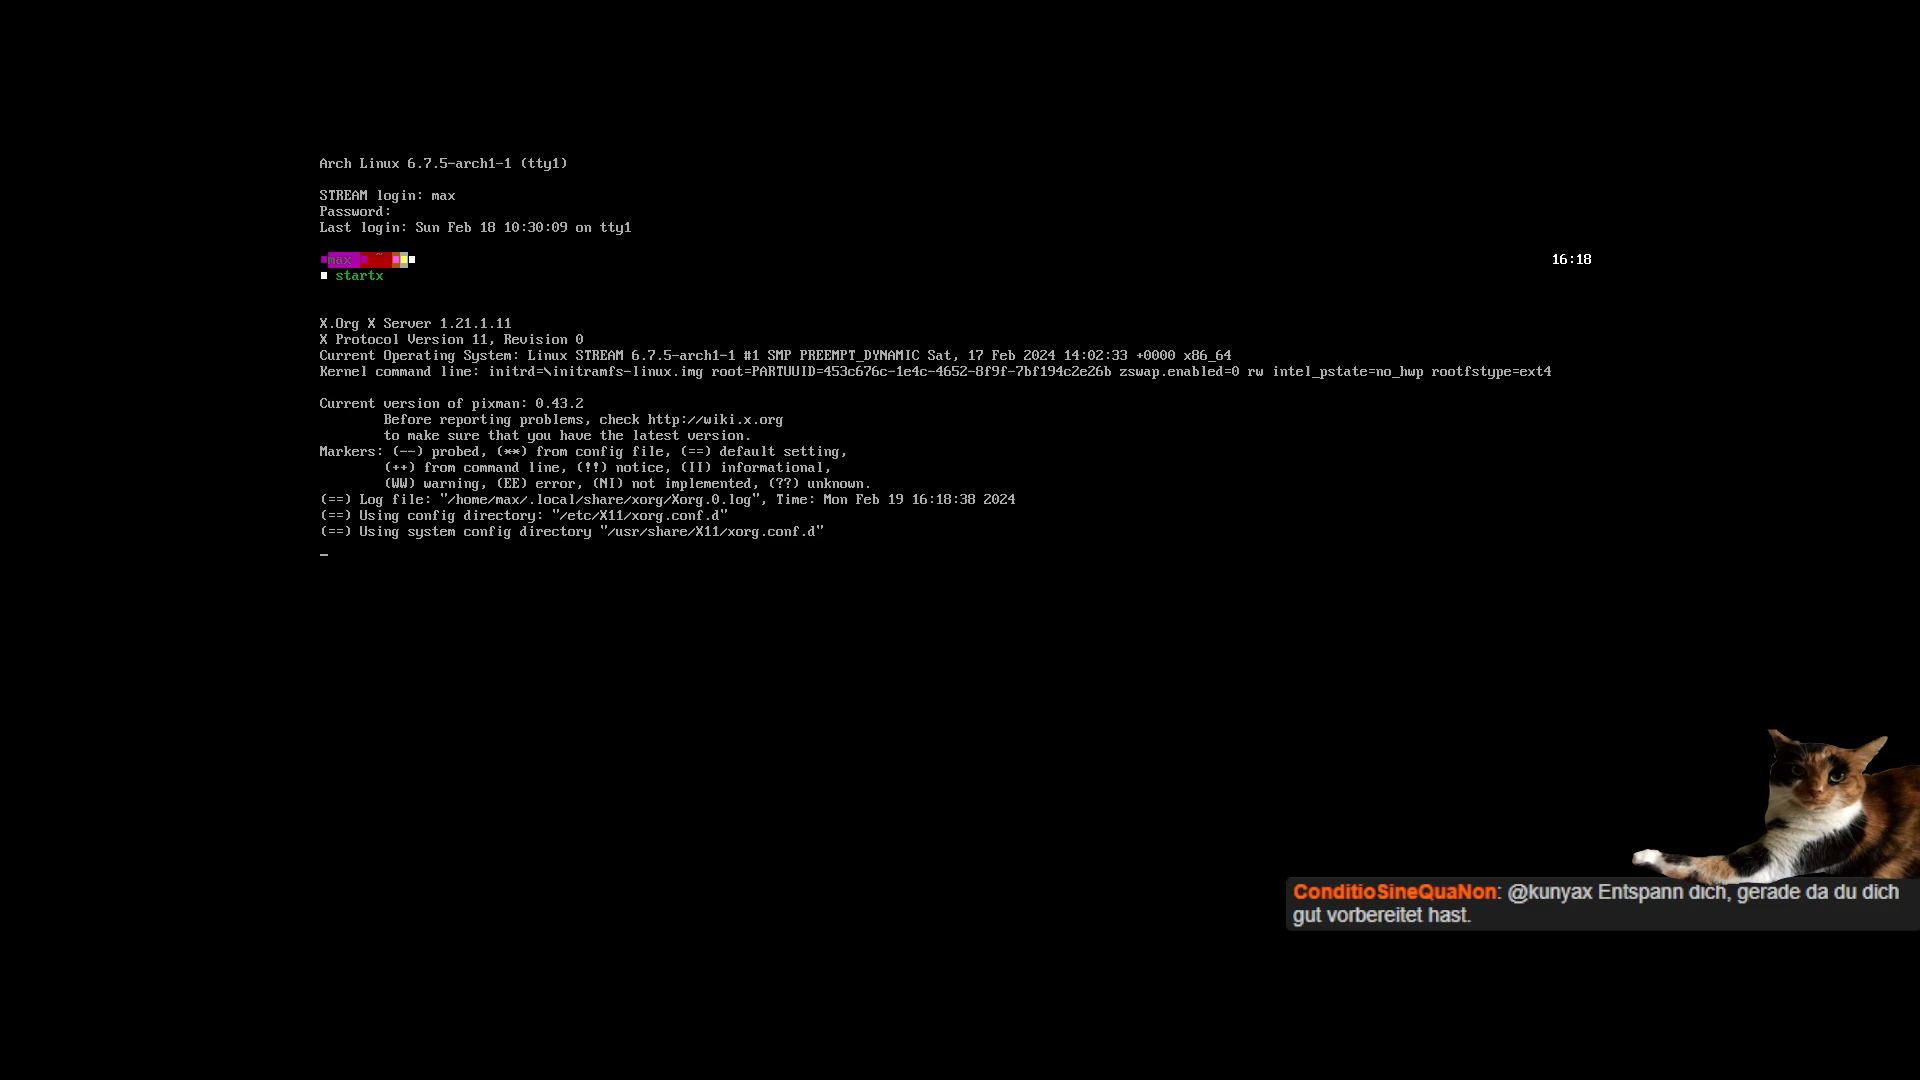 Arch Linux 6.7.5-arch1-1 (tty1)
STREAM login: max
Password:
Last login: Sun Feb 18 10:30:09 on tty1
max ~ 16:18
startx
X.Org X Server 1.21.1.11
X Protocol Version 11, Revision 0
Current Operating System: Linux STREAM 6.7.5-arch1-1 #1 SMP PREEMPT_DYNAMIC Sat, 17 Feb 2024 14:02:33 +0000 x86_64
Kernel command line: initrd=\initramfs-linux.img root=PARTUUID=453c676c-1e4c-4652-8f9f-7bf194c2e26b zswap.enabled=0 rw intel_pstate=no_hwp rootfstype=ext4
Current version of pixman: 0.43.2
Before reporting problems, check http://wiki.x.org
to make sure that you have the latest version.
Markers: (--) probed, (**) from config file, (==) default setting,
(++) from command line, (!!) notice, (II) informational,
(WW) warning, (EE) error, (NI) not implemented, (??) unknown.
(==) Log file: "/home/max/.local/share/xorg/Xorg.0.log", Time: Mon Feb 19 16:18:38 2024
(==) Using config directory: "/etc/X11/xorg.conf.d"
(==) Using system config directory "/usr/share/X11/xorg.conf.d"
ConditioSineQuaNon: @kunyax Entspann dich, gerade da du dich
gut vorbereitet hast.